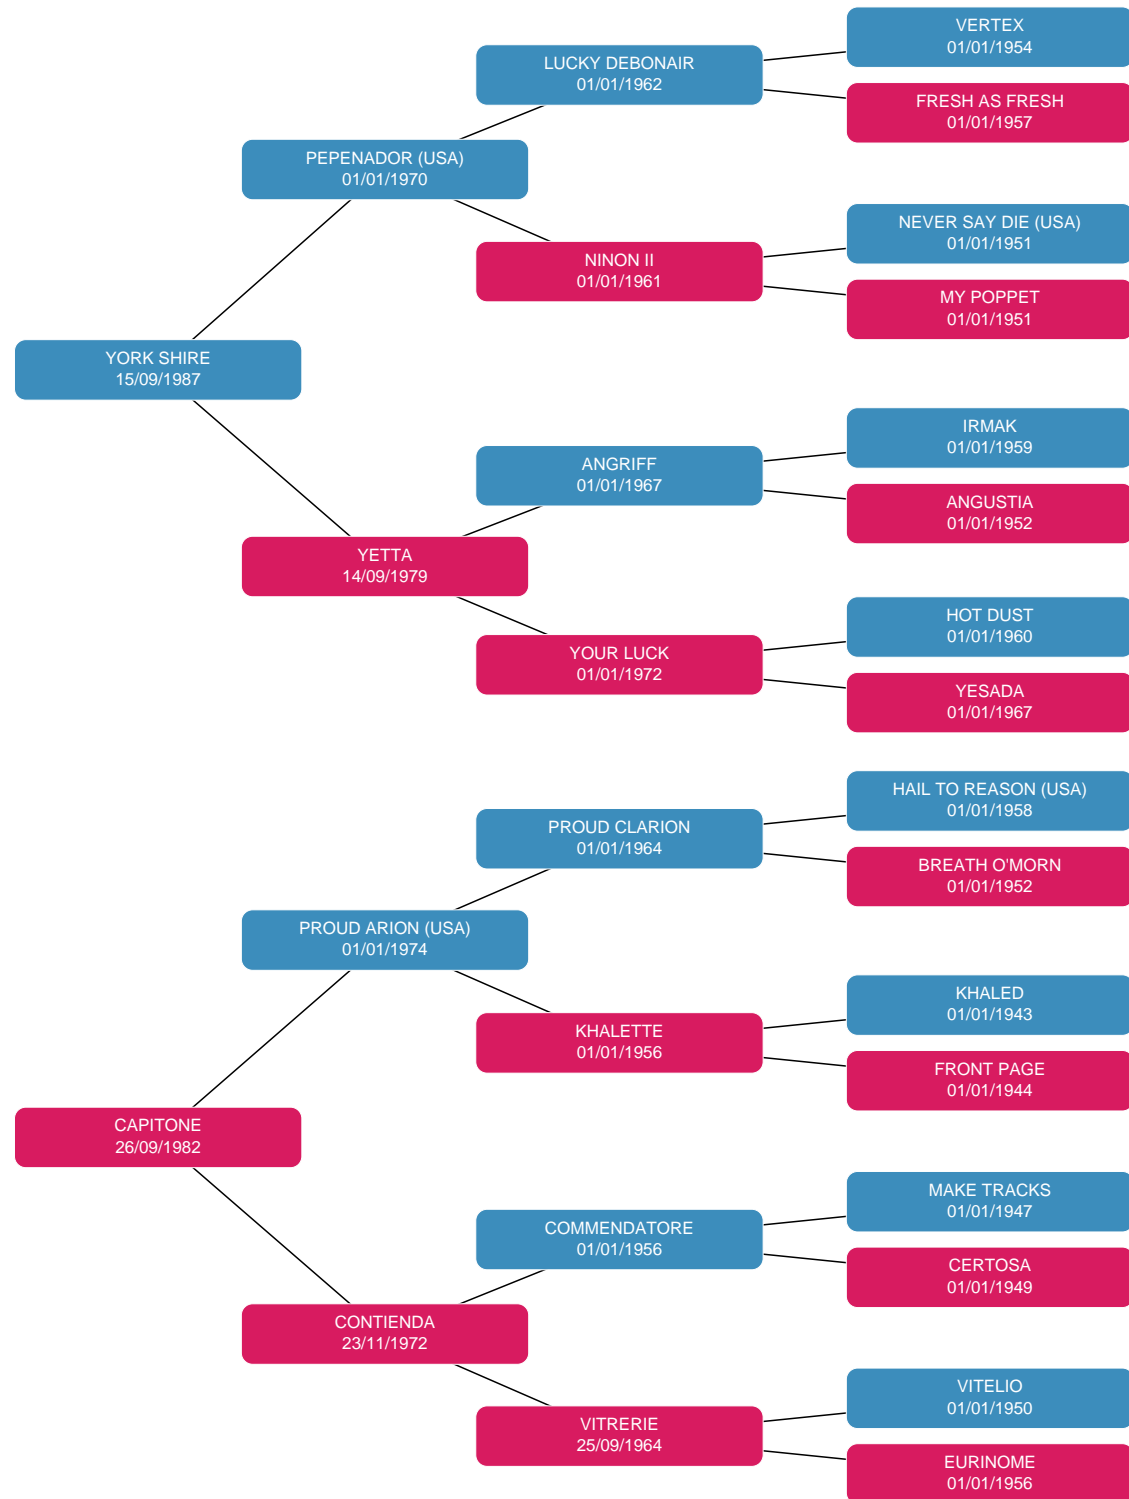 VERTEX
01/01/1954
LUCKY DEBONAIR
01/01/1962
FRESH AS FRESH
01/01/1957
PEPENADOR (USA)
01/01/1970
NEVER SAY DIE (USA)
01/01/1951
NINON II
01/01/1961
MY POPPET
01/01/1951
YORK SHIRE
15/09/1987
IRMAK
01/01/1959
ANGRIFF
01/01/1967
ANGUSTIA
01/01/1952
YETTA
14/09/1979
HOT DUST
01/01/1960
YOUR LUCK
01/01/1972
YESADA
01/01/1967
HAIL TO REASON (USA)
01/01/1958
PROUD CLARION
01/01/1964
BREATH O'MORN
01/01/1952
PROUD ARION (USA)
01/01/1974
KHALED
01/01/1943
KHALETTE
01/01/1956
FRONT PAGE
01/01/1944
CAPITONE
26/09/1982
MAKE TRACKS
01/01/1947
COMMENDATORE
01/01/1956
CERTOSA
01/01/1949
CONTIENDA
23/11/1972
VITELIO
01/01/1950
VITRERIE
25/09/1964
EURINOME
01/01/1956